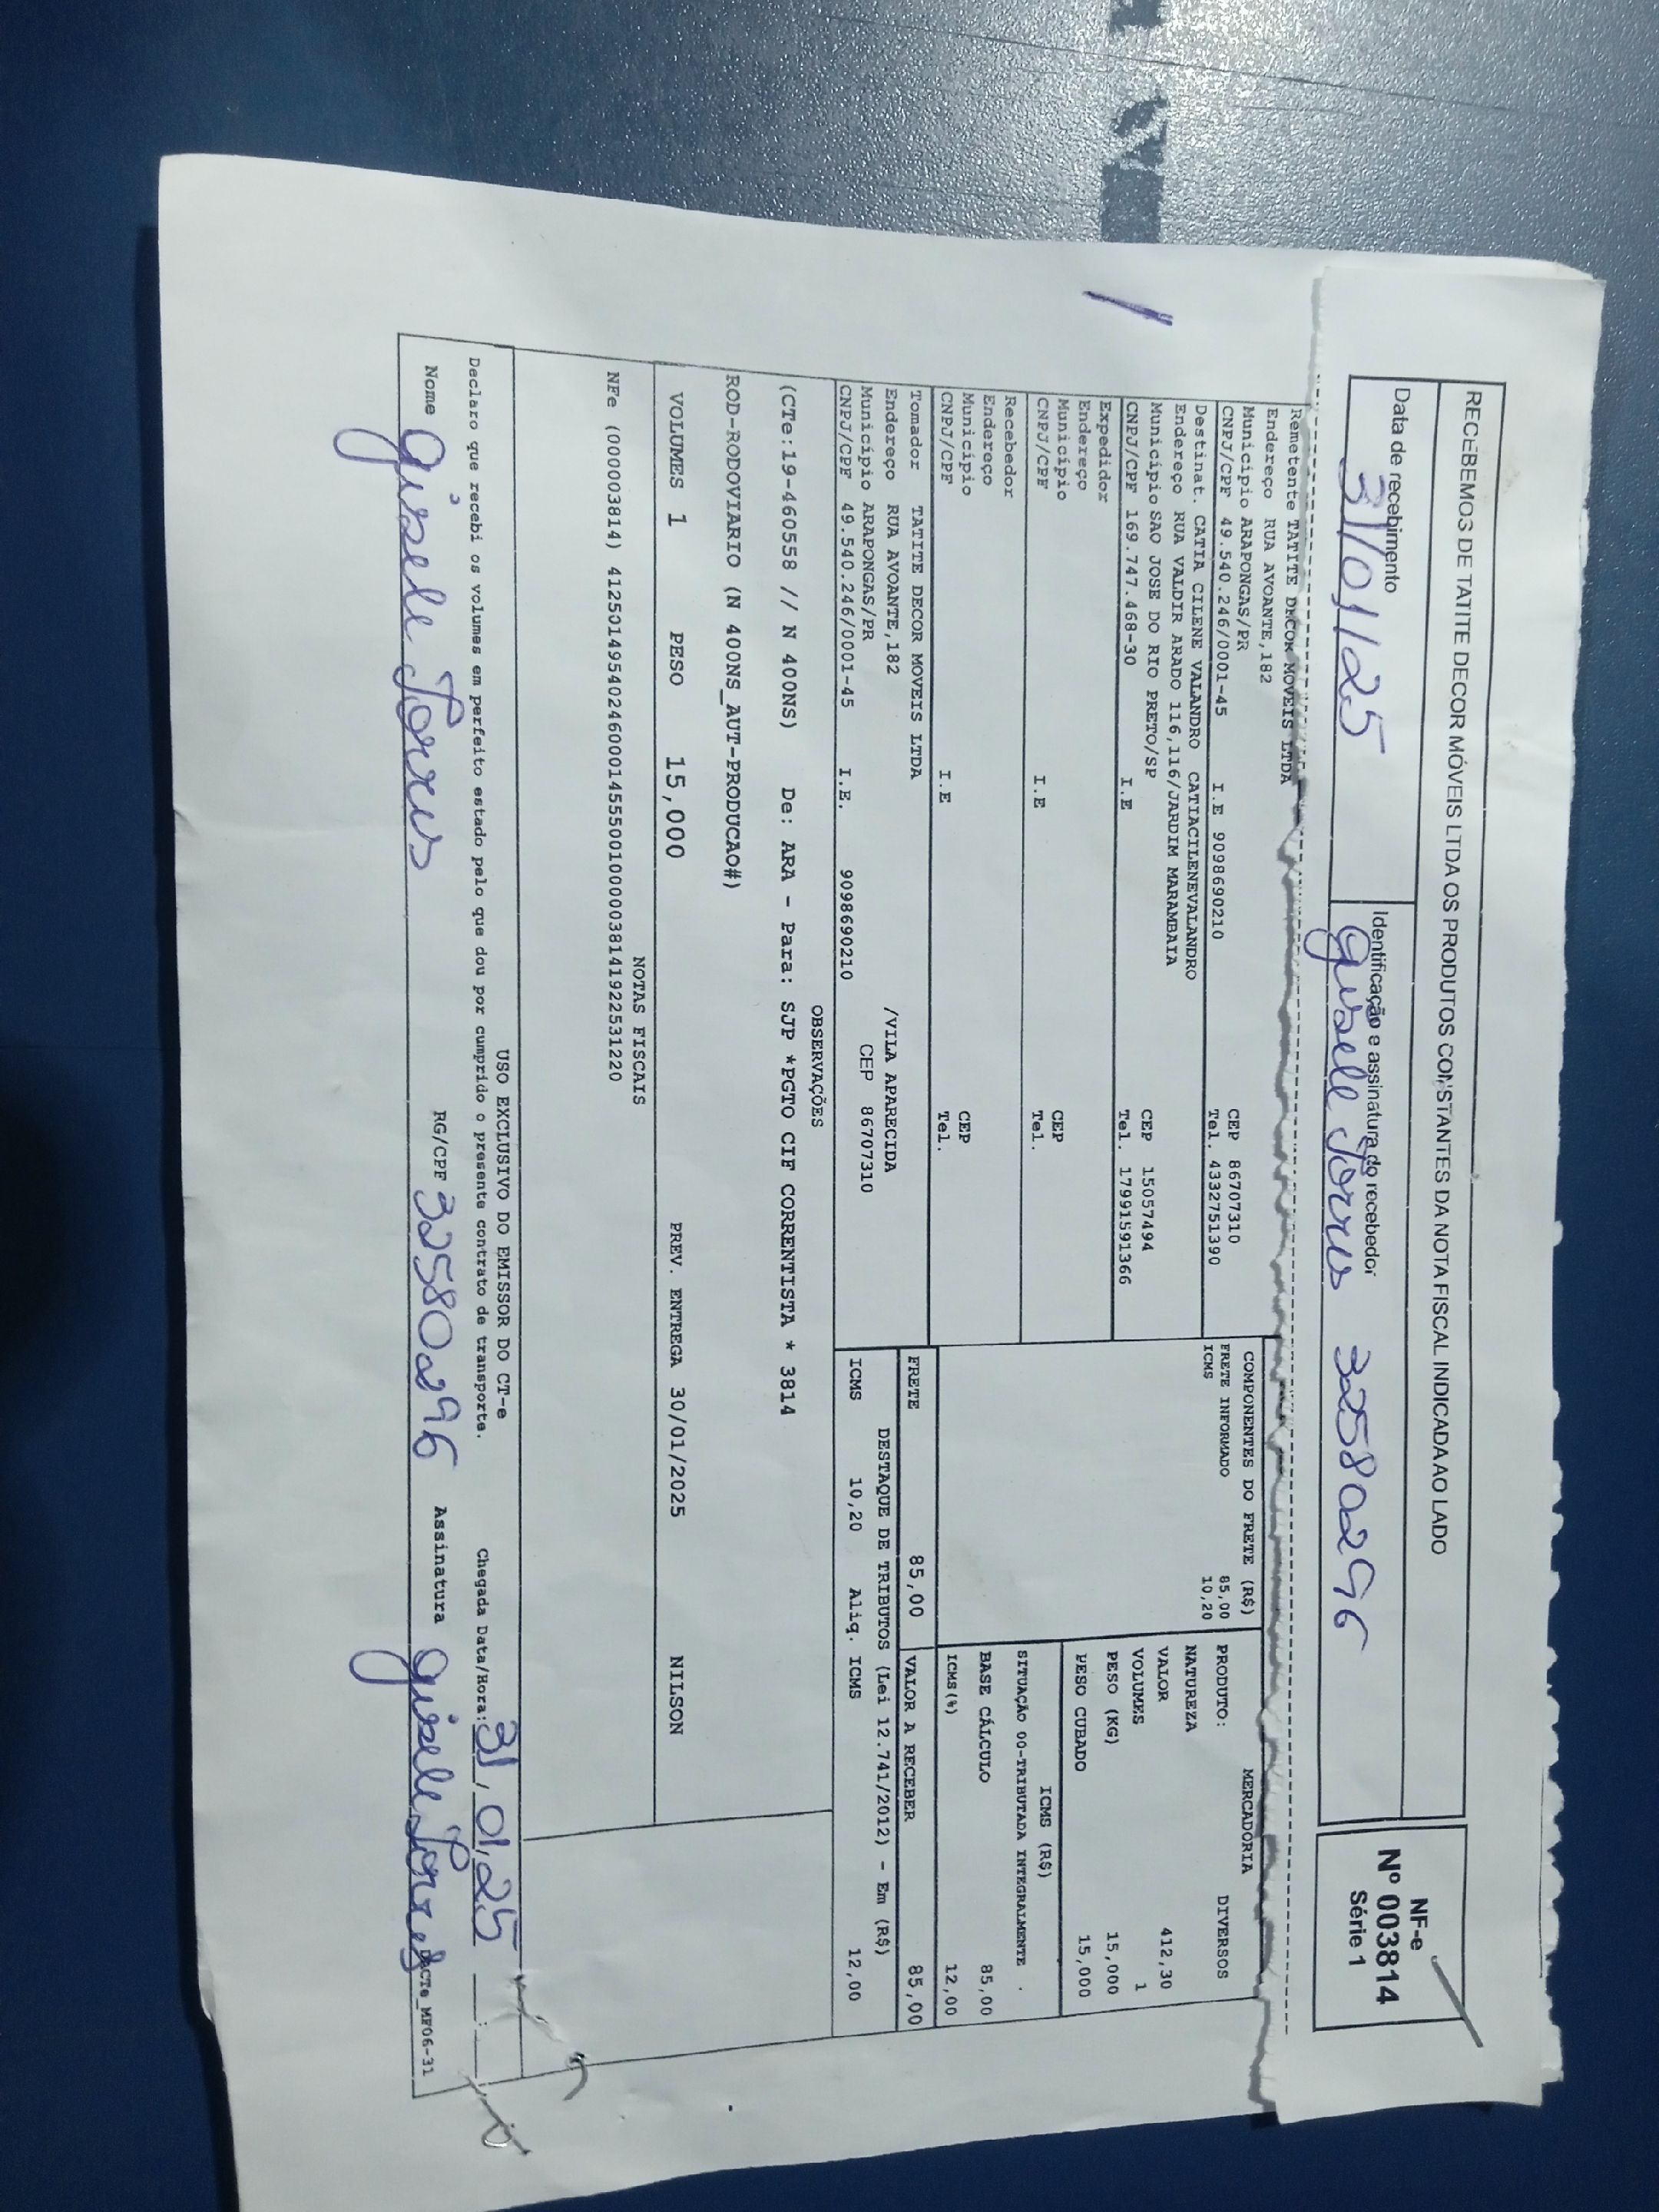 RECEBEMOS DE TATITE DECOR MÓVEIS LTDA OS PRODUTOS CONSTANTES DA NOTA FISCAL INDICADA AO LADO
Data de recebimento
31/01/25
Identificação e assinatura do recebedor
Gisele Torres 32580296
NF-e
Nº 003814
Série 1
Remetente TATITE DECOR MOVEIS LTDA
Endereço RUA AVOANTE,182
Município ARAPONGAS/PR CEP 86707310
CNPJ/CPF 49.540.246/0001-45 I.E 9098690210 Tel. 4332751390
Destinat. CATIA CILENE VALANDRO CATIACILENEVALANDRO
Endereço RUA VALDIR ARADO 116,116/JARDIM MARAMBAIA
Município SAO JOSE DO RIO PRETO/SP CEP 15057494
CNPJ/CPF 169.747.468-30 I.E Tel. 17991591366
Expedidor
Endereço
Município CEP
CNPJ/CPF I.E Tel.
Recebedor
Endereço
Município CEP
CNPJ/CPF I.E Tel.
Tomador TATITE DECOR MOVEIS LTDA
Endereço RUA AVOANTE,182 /VILA APARECIDA
Município ARAPONGAS/PR CEP 86707310
CNPJ/CPF 49.540.246/0001-45 I.E. 9098690210
COMPONENTES DO FRETE (R$)
FRETE INFORMADO 85,00
ICMS 10,20
MERCADORIA
PRODUTO: DIVERSOS
NATUREZA
VALOR 412,30
VOLUMES 1
PESO (KG) 15,000
PESO CUBADO 15,000
ICMS (R$)
SITUAÇÃO 00-TRIBUTADA INTEGRALMENTE .
BASE CÁLCULO 85,00
ICMS(%) 12,00
FRETE 85,00 VALOR A RECEBER 85,00
DESTAQUE DE TRIBUTOS (Lei 12.741/2012) - Em (R$)
ICMS 10,20 Aliq. ICMS 12,00
OBSERVAÇÕES
(CTe:19-460558 // N 400NS) De: ARA - Para: SJP *PGTO CIF CORRENTISTA * 3814
ROD-RODOVIARIO (N 400NS_AUT-PRODUCAO#)
VOLUMES 1 PESO 15,000 PREV. ENTREGA 30/01/2025 NILSON
NOTAS FISCAIS
NFe (000003814) 41250149540246000145550010000038141922531220
USO EXCLUSIVO DO EMISSOR DO CT-e
Declaro que recebi os volumes em perfeito estado pelo que dou por cumprido o presente contrato de transporte. Chegada Data/Hora: 31/01/25 __:__
Nome Gisele Torres RG/CPF 32580296 Assinatura Gisele Torres
DACTe_MF06-31